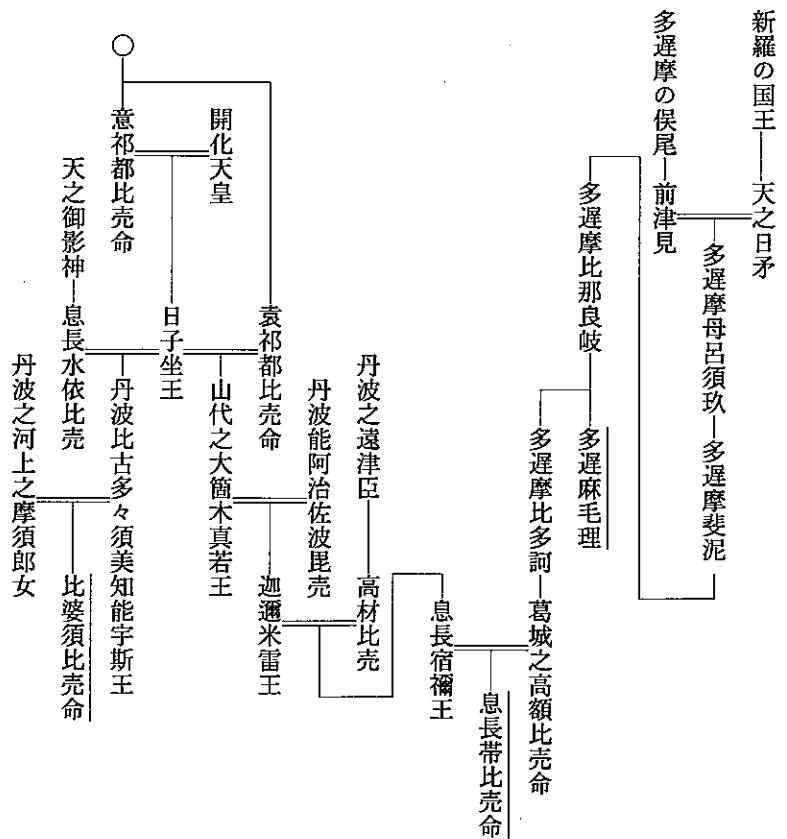 新羅の国王
天之日矛
多遅摩母呂須玖
多遅摩斐泥
多遅摩の俣尾
前津見
多遅摩比那良岐
多遅麻毛理
多遅摩比多訶
葛城之高額比売命
息長帯比売命
息長宿禰王
丹波之遠津臣
高材比売
丹波能阿治佐波毘売
迦邇米雷王
袁祁都比売命
山代之大箇木真若王
開化天皇
日子坐王
意祁都比売命
丹波比古多々須美知能宇斯王
天之御影神
息長水依比売
比婆須比売命
丹波之河上之摩須郎女